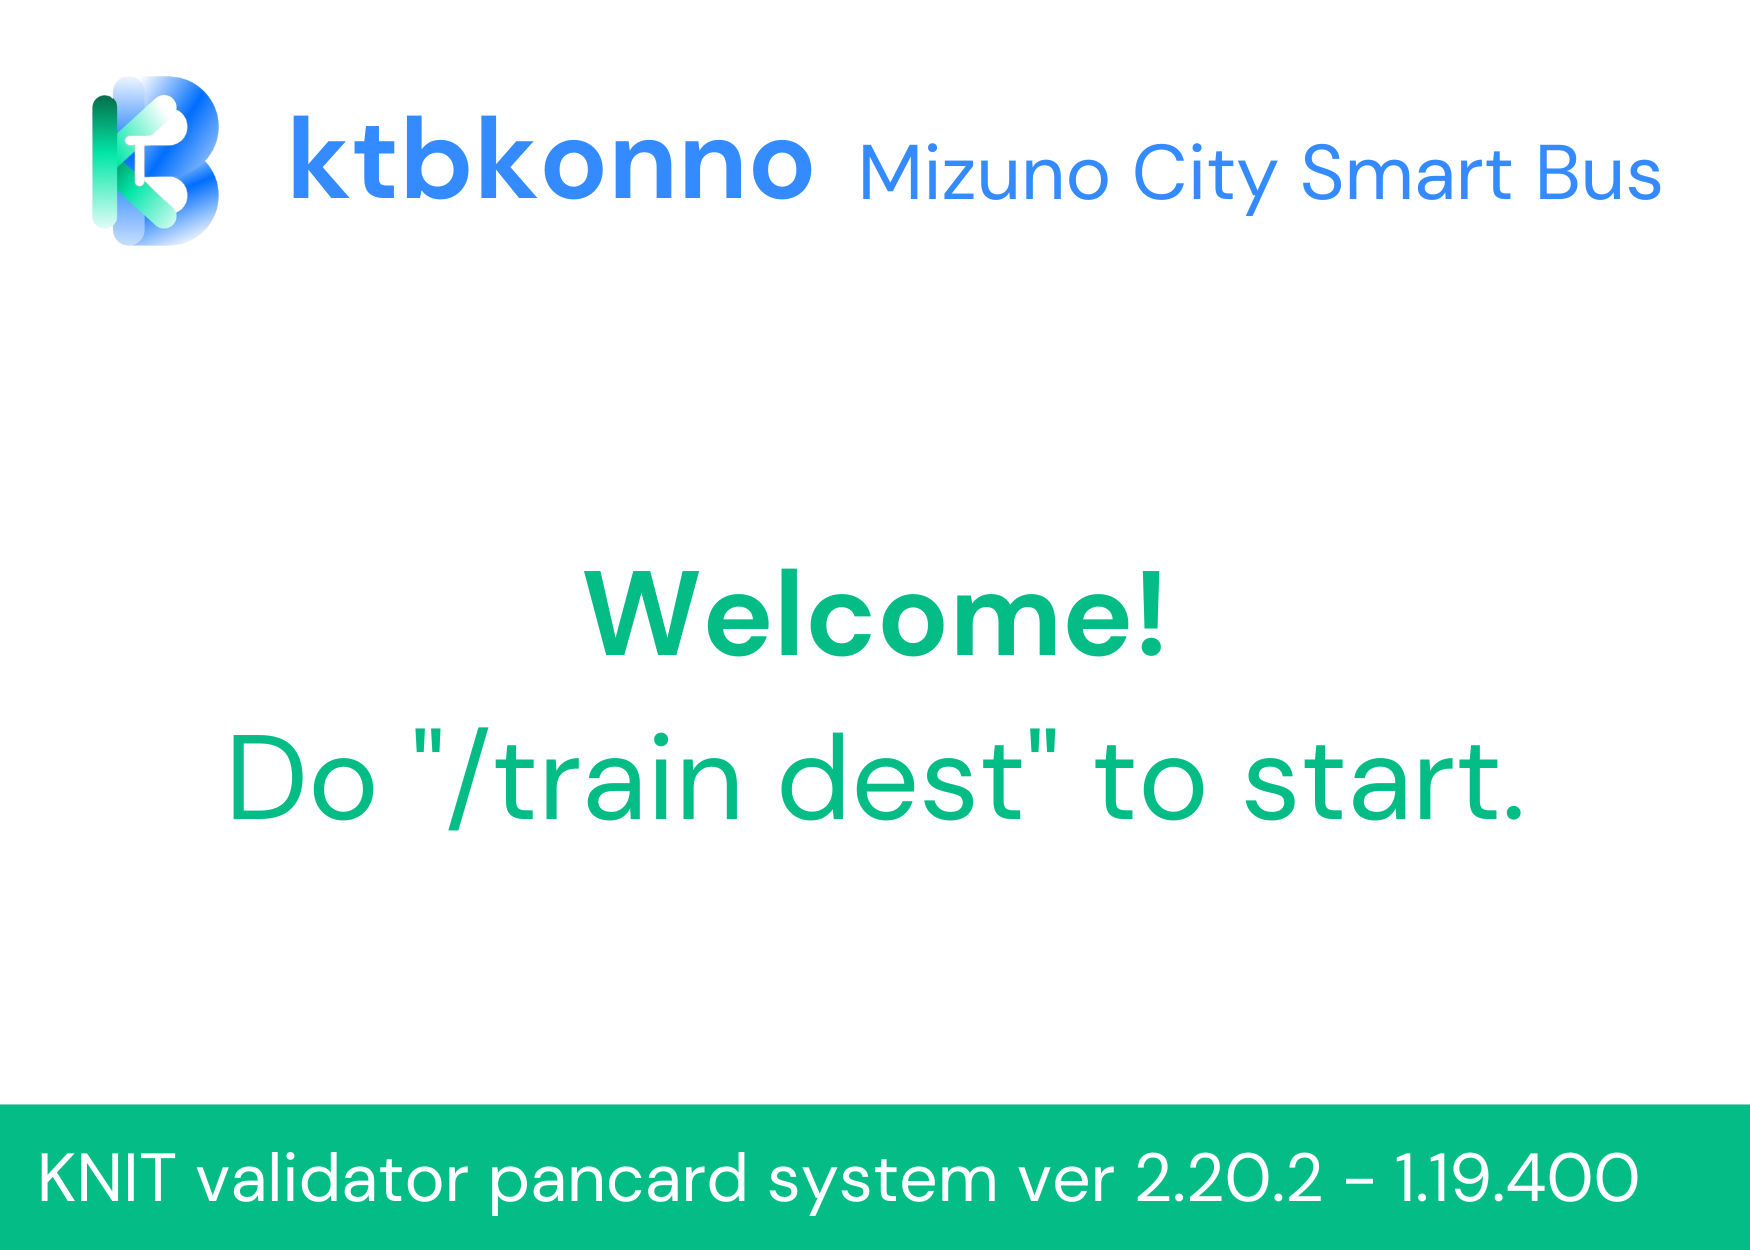 ktbkonno Mizuno City Smart Bus
Welcome!
Do "/train dest" to start.
KNIT validator pancard system ver 2.20.2 - 1.19.400